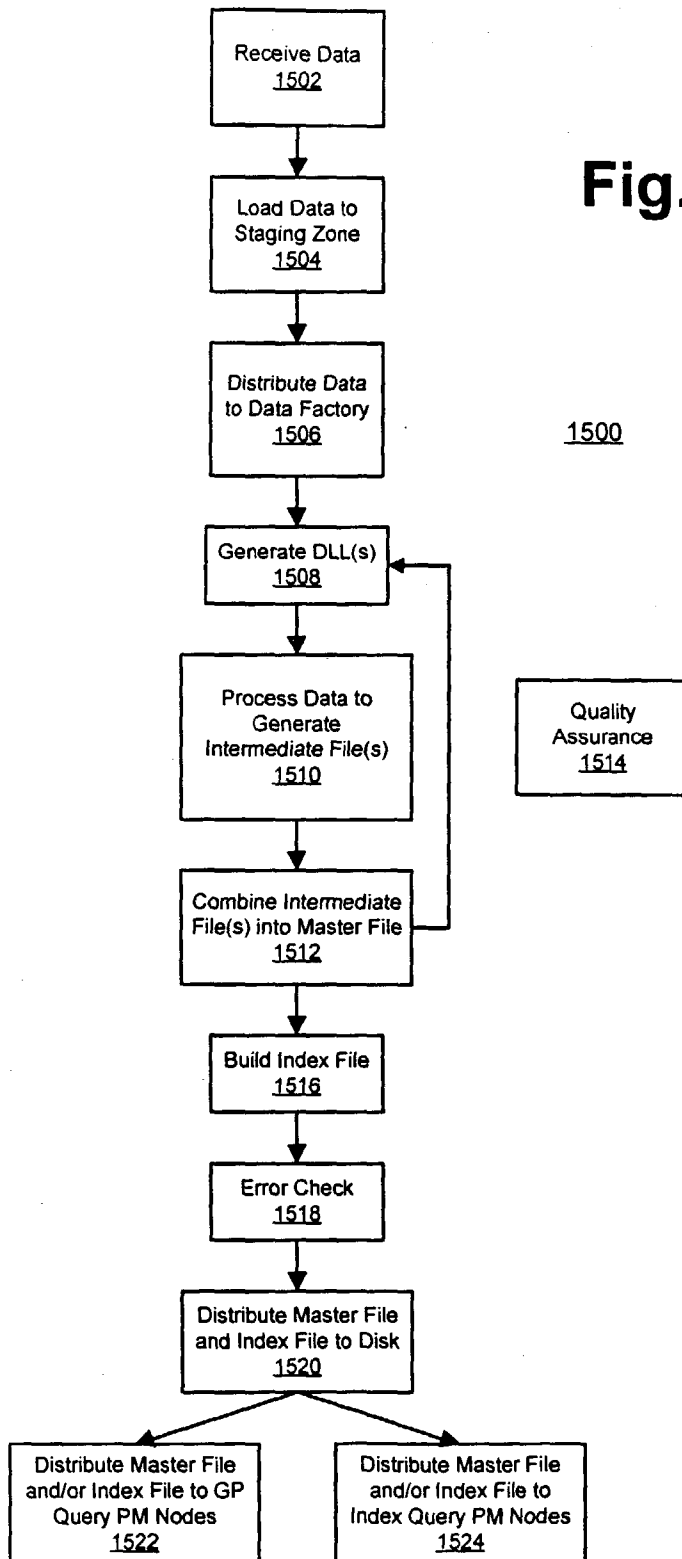 Receive Data
1502
Fig.
Load Data to
Staging Zone
1504
Distribute Data
to Data Factory
1506
1500
Generate DLL(s)
1508
Process Data to
Generate
Intermediate File(s)
1510
Quality
Assurance
1514
Combine Intermediate
File(s) into Master File
1512
Build Index File
1516
Error Check
1518
Distribute Master File
and Index File to Disk
1520
Distribute Master File
and/or Index File to GP
Query PM Nodes
1522
Distribute Master File
and/or Index File to
Index Query PM Nodes
1524